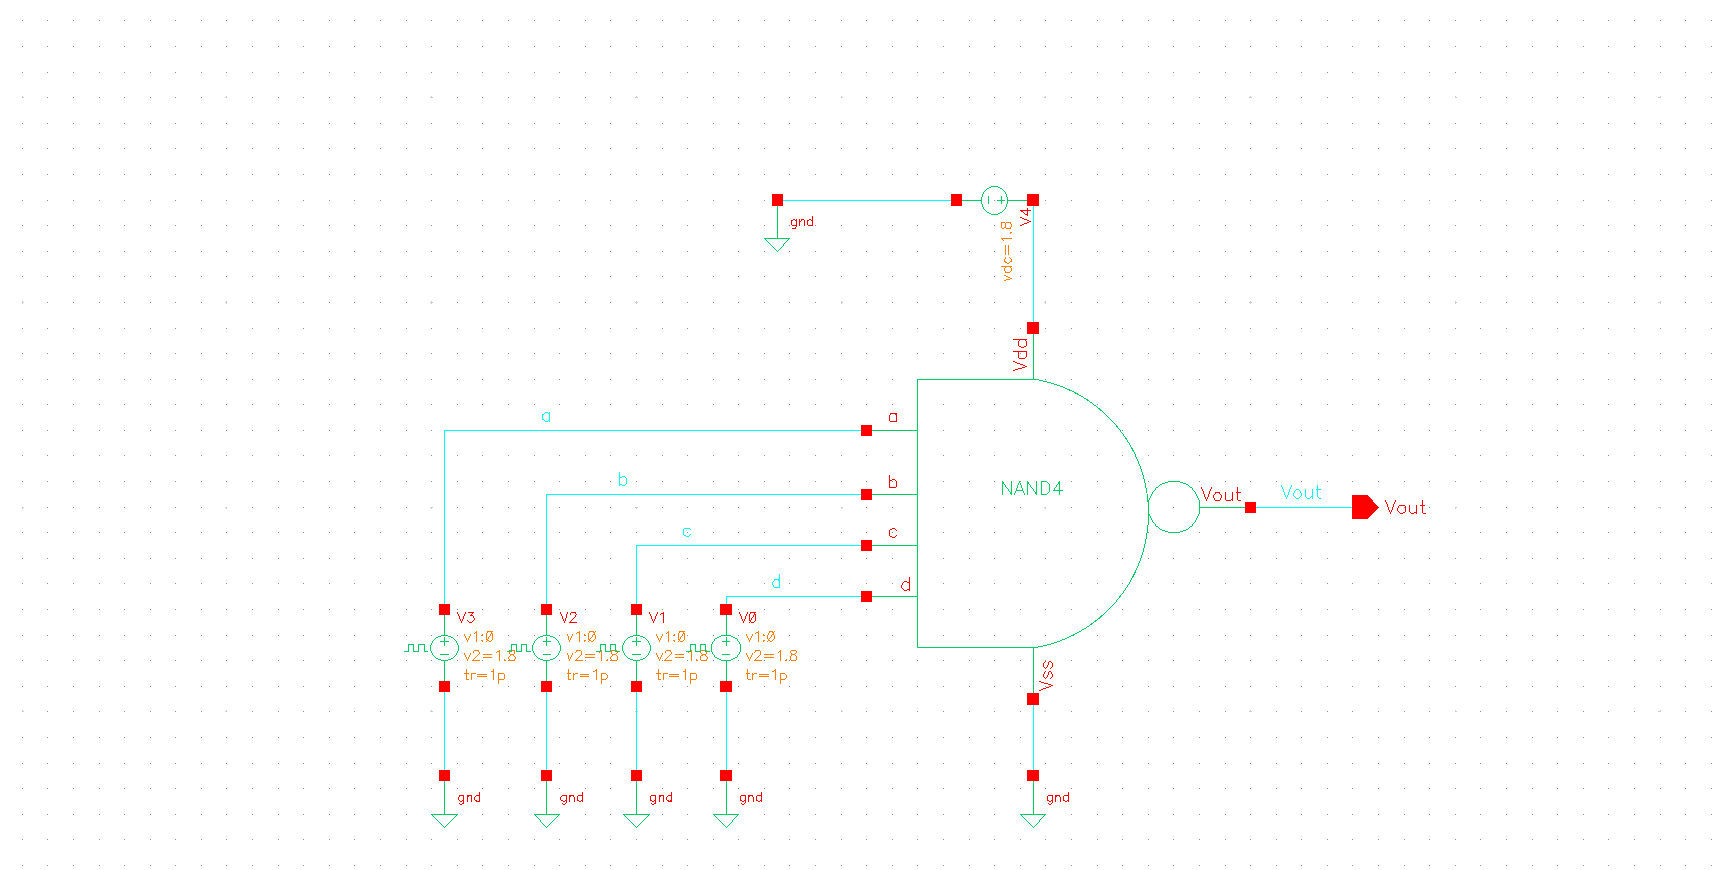 gnd
V4
vdc=1.8
Vdd
a
a
b
b
NAND4
Vout
Vout
Vout
c
c
d
d
V3
v1:0
v2=1.8
tr=1p
V2
v1:0
v2=1.8
tr=1p
V1
v1:0
v2=1.8
tr=1p
V0
v1:0
v2=1.8
tr=1p
Vss
gnd
gnd
gnd
gnd
gnd